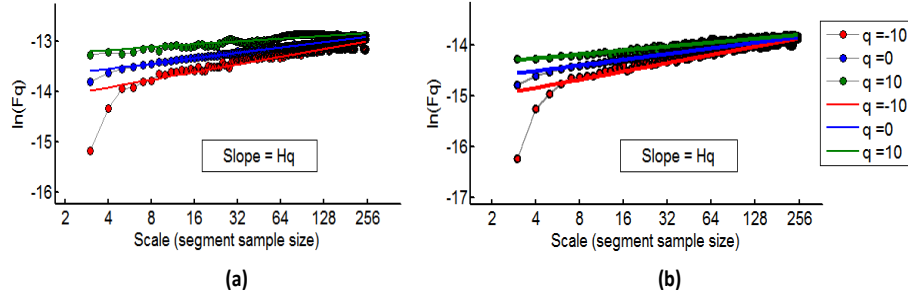 -13
-14
-15
-16
ln(Fq)
Slope = Hq
2 4 8 16 32 64 128 256
Scale (segment sample size)
(a)
-14
-15
-16
-17
ln(Fq)
Slope = Hq
2 4 8 16 32 64 128 256
Scale (segment sample size)
(b)
q =-10
q =0
q =10
q =-10
q =0
q =10